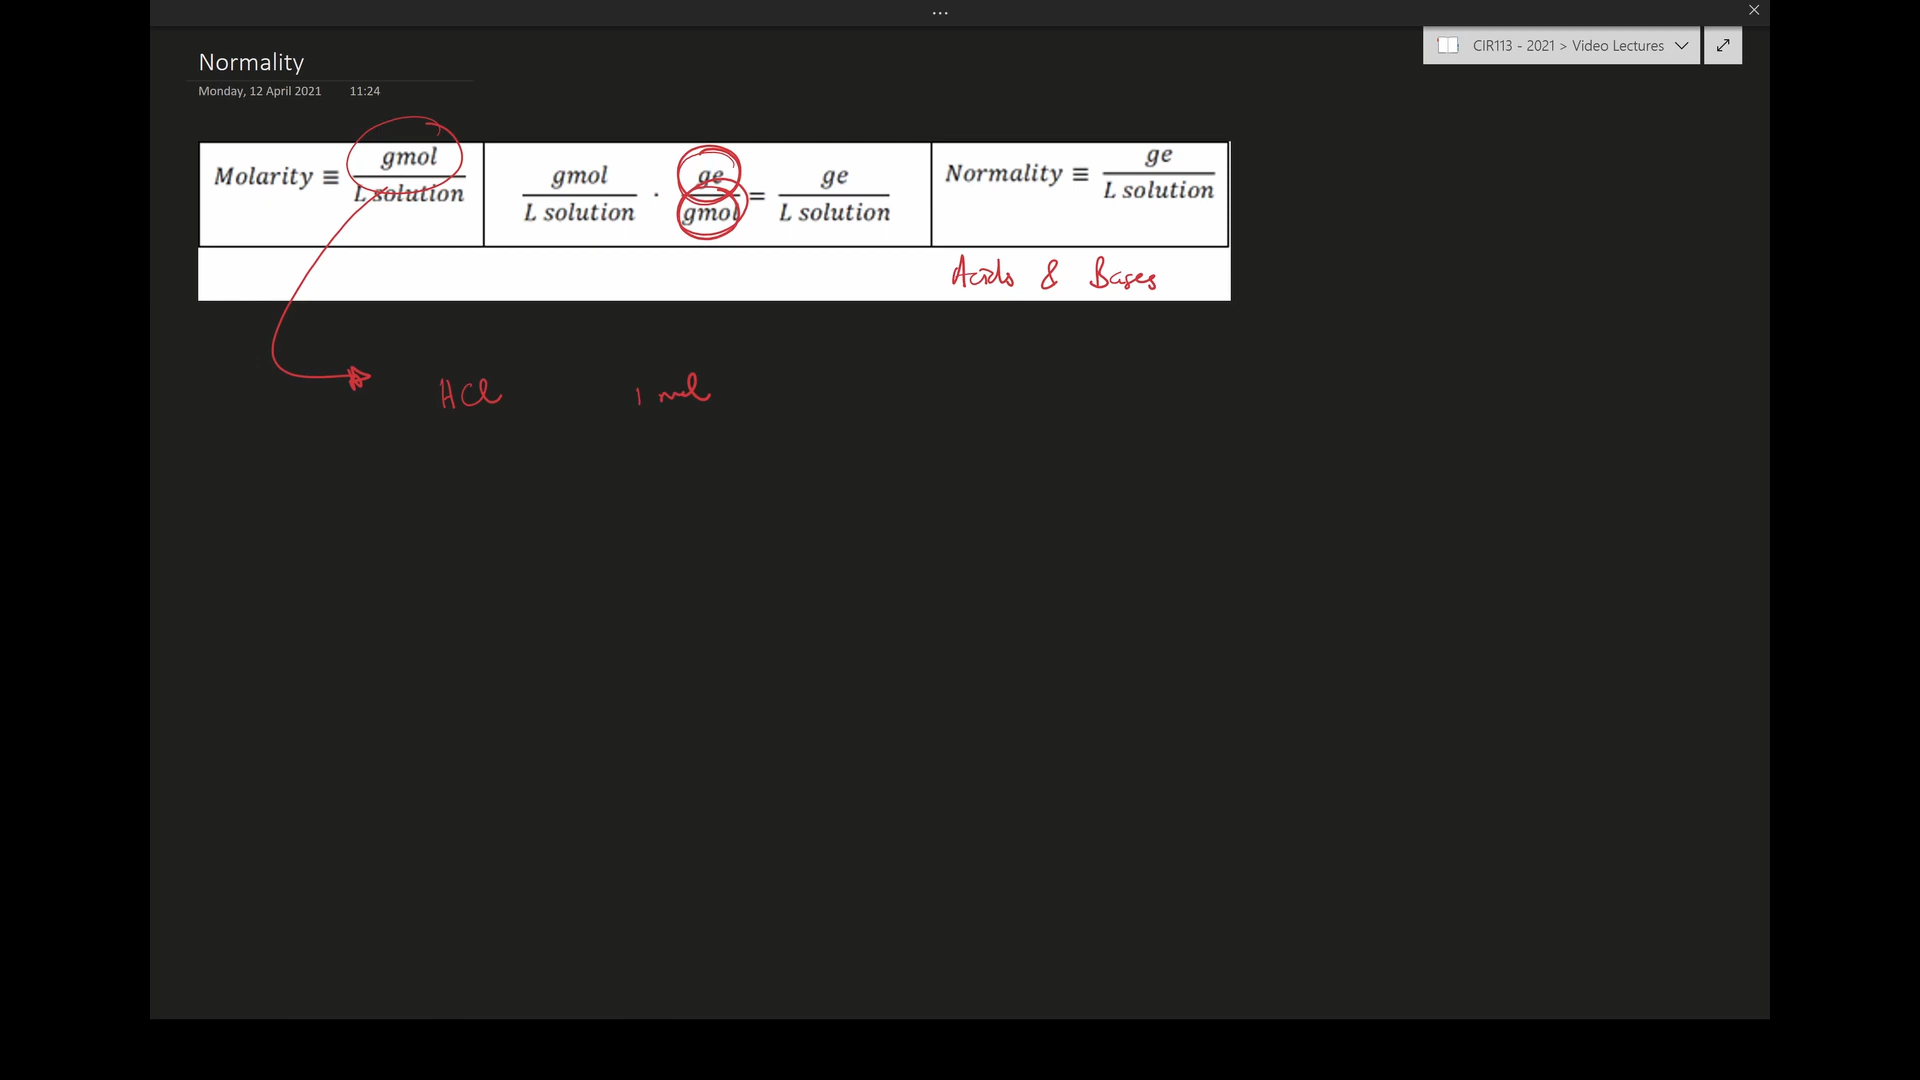 ...
CIR113 - 2021 > Video Lectures
Normality
Monday, 12 April 2021 11:24
Molarity ≡ gmol / L solution
gmol / L solution · ge / gmol = ge / L solution
Normality ≡ ge / L solution
Acids & Bases
HCl 1 mol